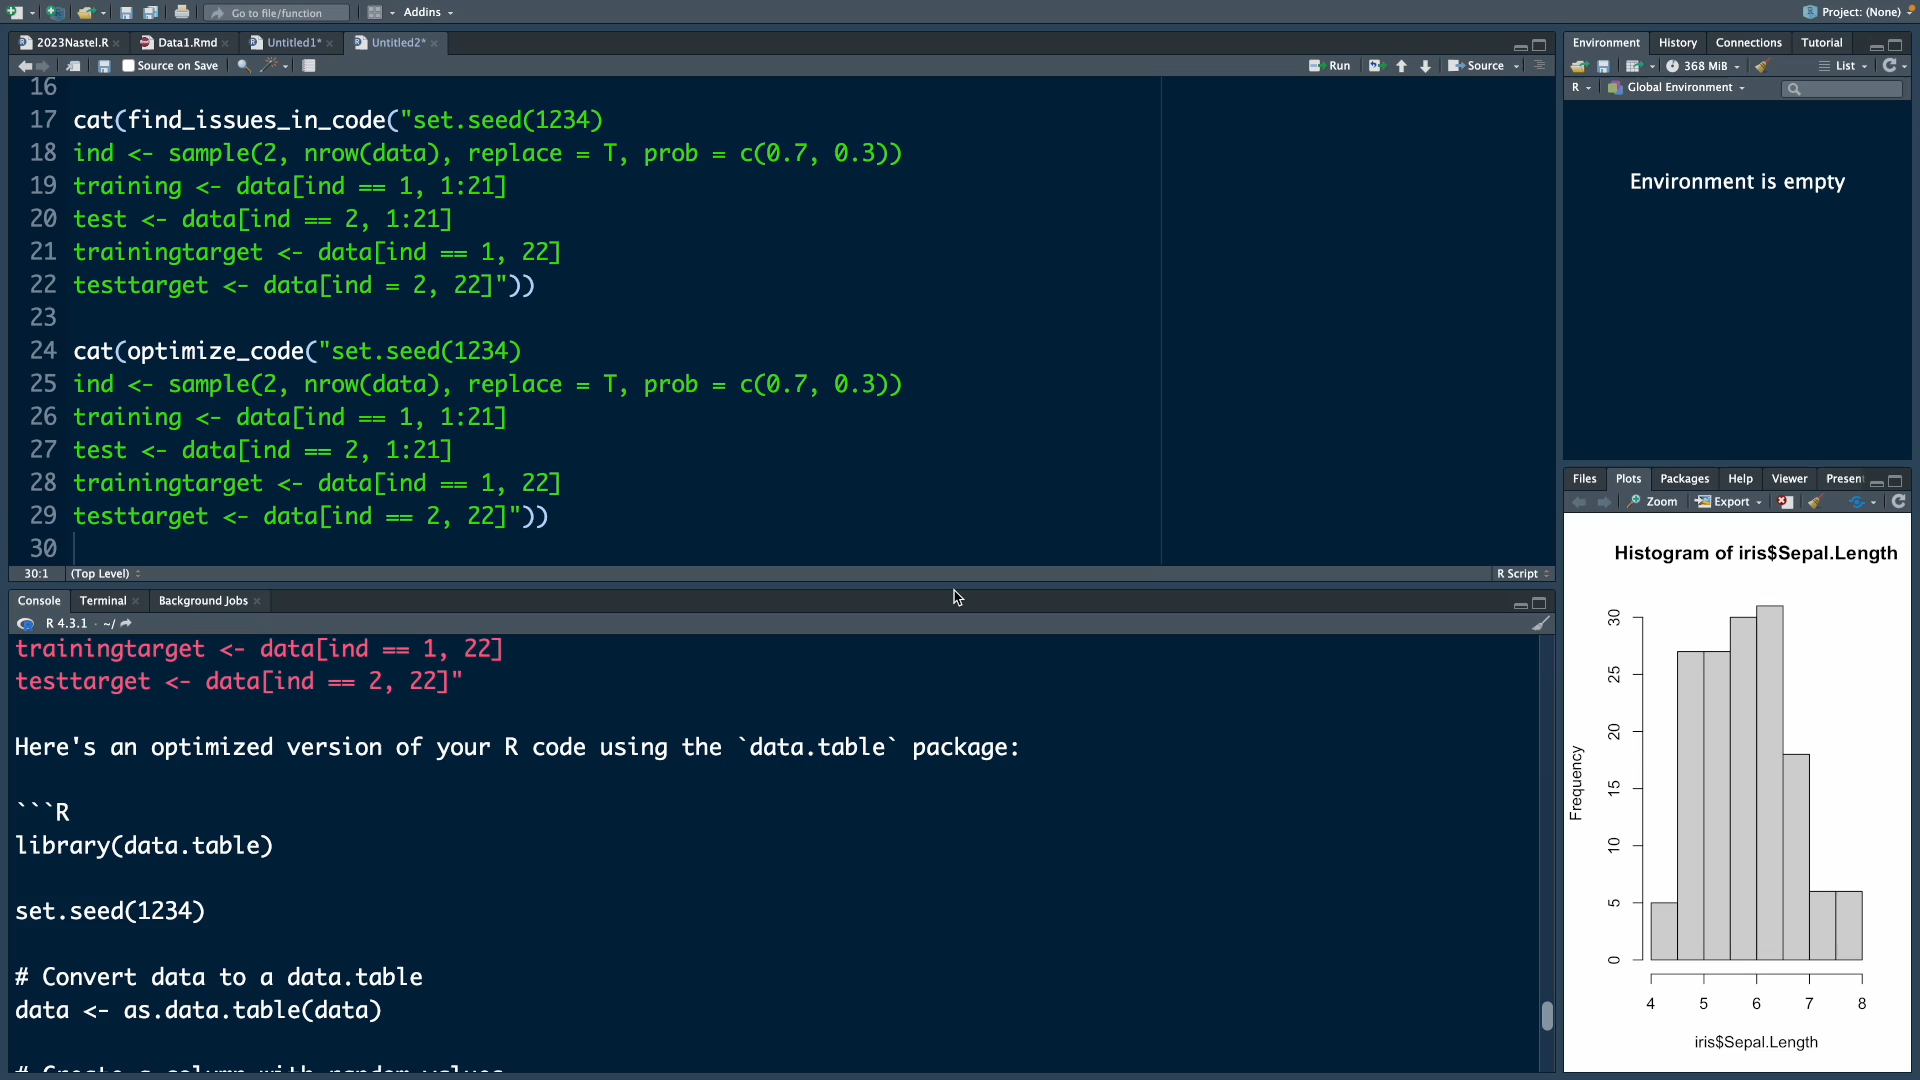 Go to file/function
Addins
Project: (None)
2023Nastel.R
Data1.Rmd
Untitled1*
Untitled2*
Source on Save
Run
Source
16
17 cat(find_issues_in_code("set.seed(1234)
18 ind <- sample(2, nrow(data), replace = T, prob = c(0.7, 0.3))
19 training <- data[ind == 1, 1:21]
20 test <- data[ind == 2, 1:21]
21 trainingtarget <- data[ind == 1, 22]
22 testtarget <- data[ind = 2, 22]"))
23
24 cat(optimize_code("set.seed(1234)
25 ind <- sample(2, nrow(data), replace = T, prob = c(0.7, 0.3))
26 training <- data[ind == 1, 1:21]
27 test <- data[ind == 2, 1:21]
28 trainingtarget <- data[ind == 1, 22]
29 testtarget <- data[ind == 2, 22]"))
30
30:1 (Top Level) R Script
Console Terminal Background Jobs
R 4.3.1 · ~/
trainingtarget <- data[ind == 1, 22]
testtarget <- data[ind == 2, 22]"
Here's an optimized version of your R code using the `data.table` package:
```R
library(data.table)
set.seed(1234)
# Convert data to a data.table
data <- as.data.table(data)
# Create a column with random values
Environment History Connections Tutorial
368 MiB List
R Global Environment
Environment is empty
Files Plots Packages Help Viewer Present
Zoom Export
Histogram of iris$Sepal.Length
Frequency
30
25
20
15
10
5
0
4 5 6 7 8
iris$Sepal.Length